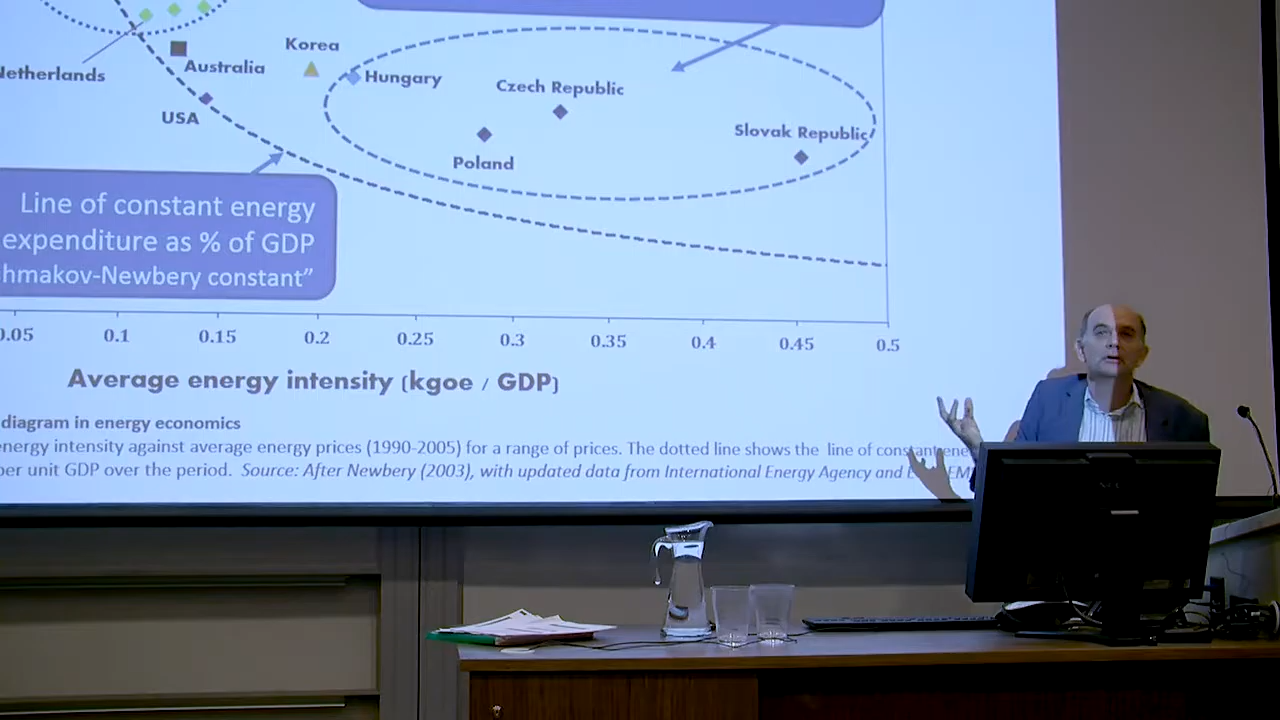 Korea
Netherlands
Australia
Hungary
Czech Republic
USA
Slovak Republic
Poland
Line of constant energy
expenditure as % of GDP
hmakov-Newbery constant”
0.05 0.1 0.15 0.2 0.25 0.3 0.35 0.4 0.45 0.5
Average energy intensity (kgoe / GDP)
diagram in energy economics
energy intensity against average energy prices (1990-2005) for a range of prices. The dotted line shows the line of constant ene
per unit GDP over the period. Source: After Newbery (2003), with updated data from International Energy Agency and